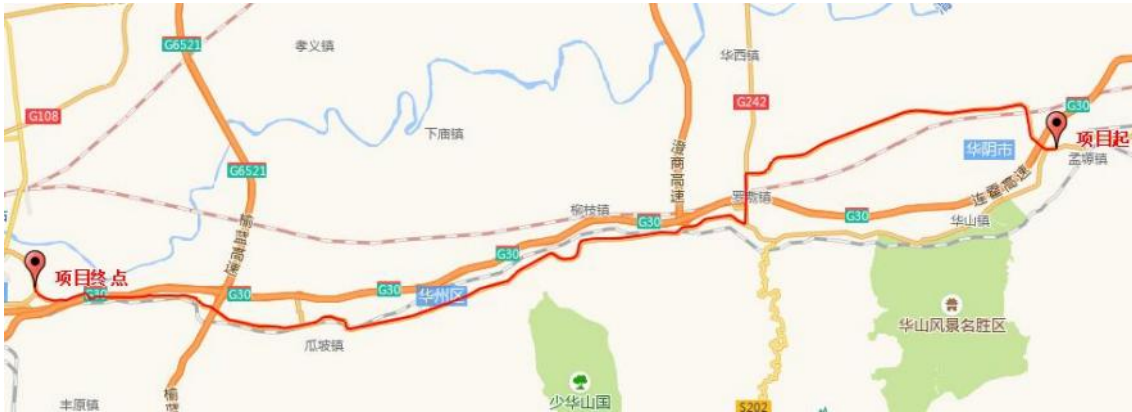 G6521
孝义镇
华西镇
G108
G242
G30
下庙镇
澄商高速
华阴市
项目起
孟塬镇
G6521
连霍高速
罗敷镇
柳枝镇
G30
G30
华山镇
G30
项目终点
G30
G30
G30
华州区
瓜坡镇
华山风景名胜区
丰原镇
少华山国
S202